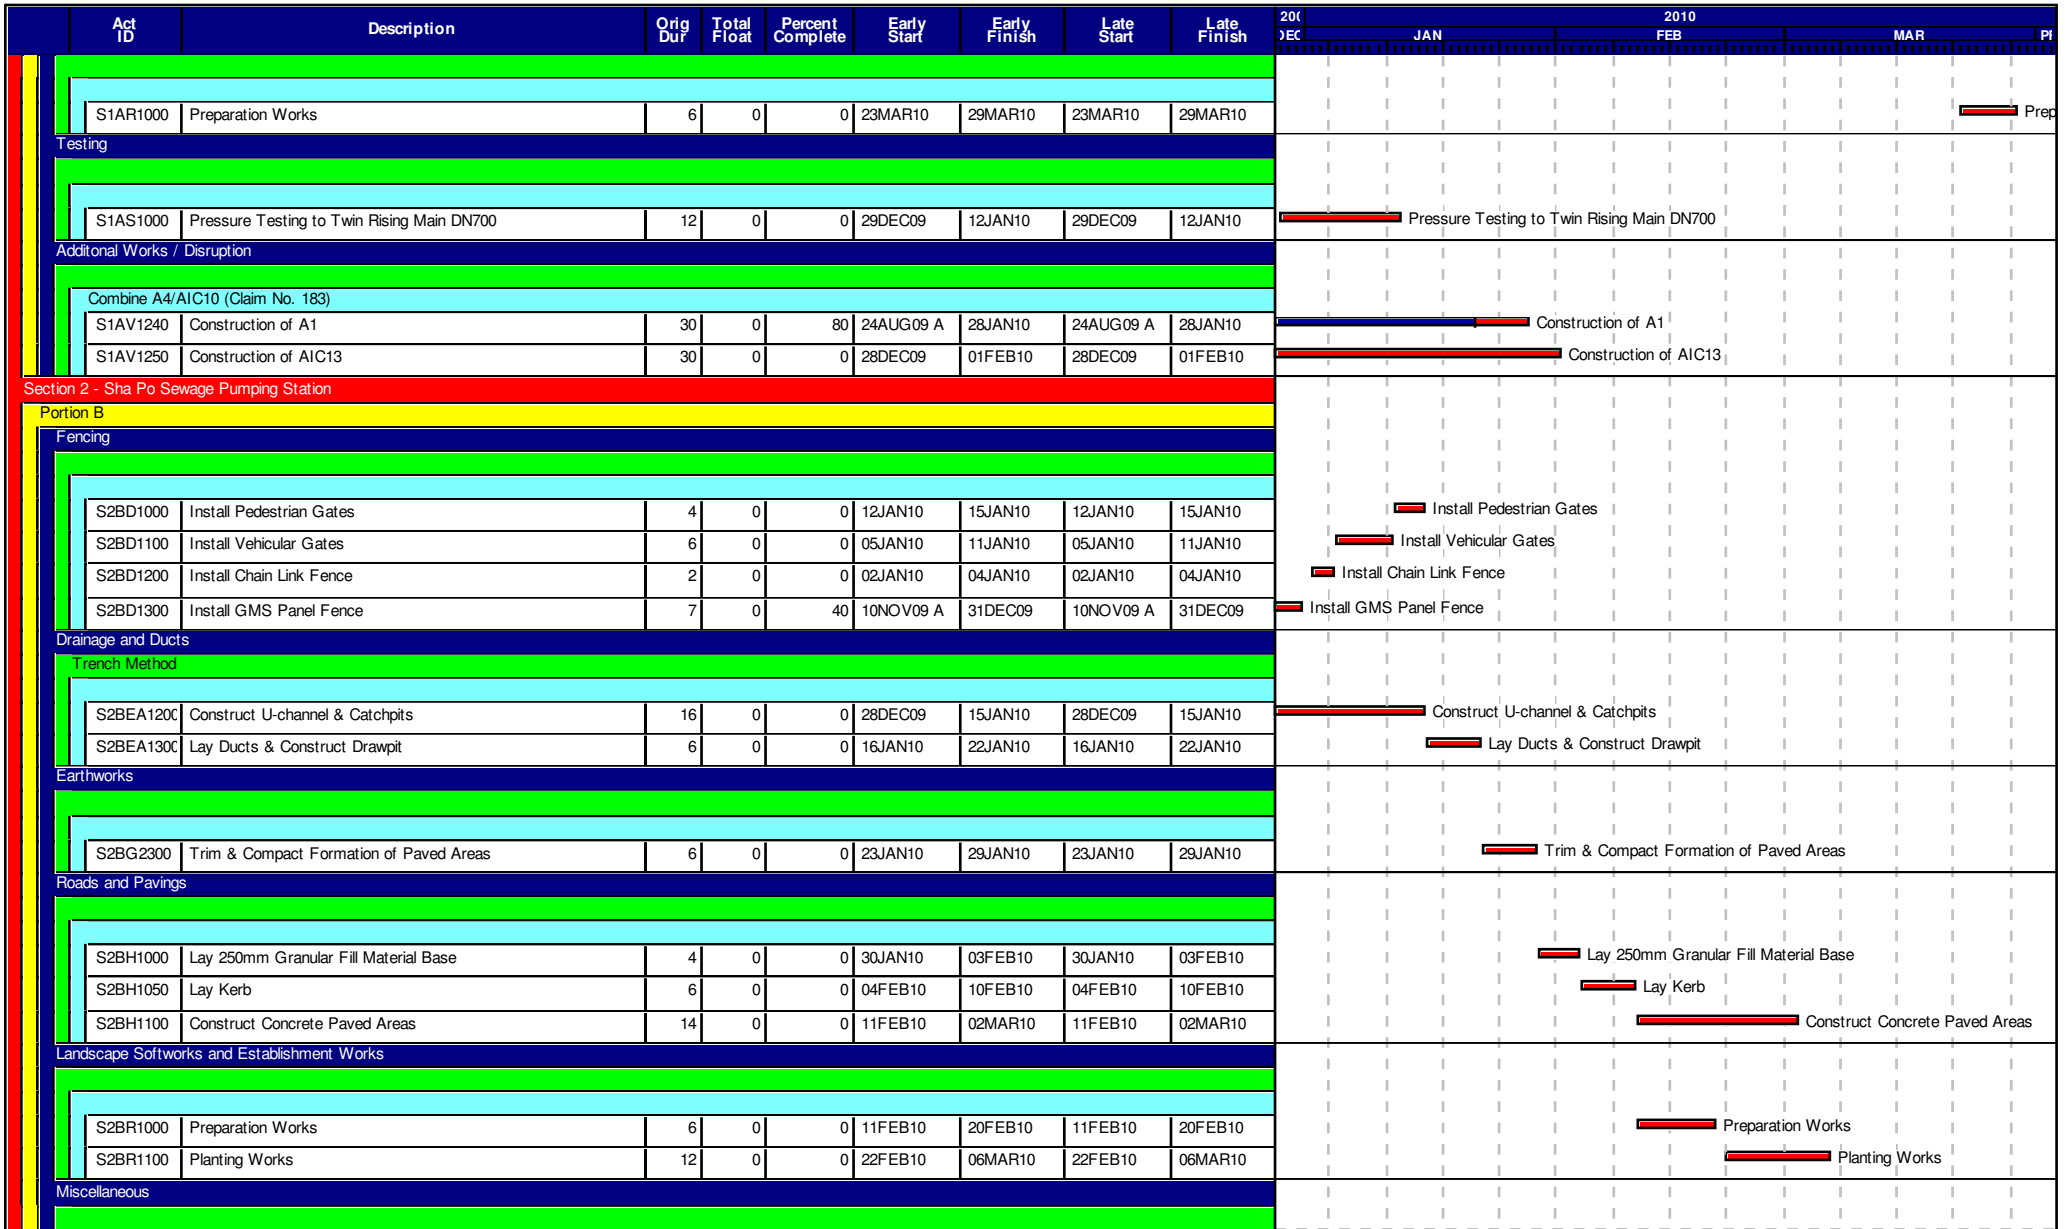 Act ID Description Orig Dur Total Float Percent Complete Early Start Early Finish Late Start Late Finish
2010
DEC JAN FEB MAR
S1AR1000 Preparation Works 6 0 0 23MAR10 29MAR10 23MAR10 29MAR10 Prep
Testing
S1AS1000 Pressure Testing to Twin Rising Main DN700 12 0 0 29DEC09 12JAN10 29DEC09 12JAN10 Pressure Testing to Twin Rising Main DN700
Additonal Works / Disruption
Combine A4/AIC10 (Claim No. 183)
S1AV1240 Construction of A1 30 0 80 24AUG09 A 28JAN10 24AUG09 A 28JAN10 Construction of A1
S1AV1250 Construction of AIC13 30 0 0 28DEC09 01FEB10 28DEC09 01FEB10 Construction of AIC13
Section 2 - Sha Po Sewage Pumping Station
Portion B
Fencing
S2BD1000 Install Pedestrian Gates 4 0 0 12JAN10 15JAN10 12JAN10 15JAN10 Install Pedestrian Gates
S2BD1100 Install Vehicular Gates 6 0 0 05JAN10 11JAN10 05JAN10 11JAN10 Install Vehicular Gates
S2BD1200 Install Chain Link Fence 2 0 0 02JAN10 04JAN10 02JAN10 04JAN10 Install Chain Link Fence
S2BD1300 Install GMS Panel Fence 7 0 40 10NOV09 A 31DEC09 10NOV09 A 31DEC09 Install GMS Panel Fence
Drainage and Ducts
Trench Method
S2BEA1200 Construct U-channel & Catchpits 16 0 0 28DEC09 15JAN10 28DEC09 15JAN10 Construct U-channel & Catchpits
S2BEA1300 Lay Ducts & Construct Drawpit 6 0 0 16JAN10 22JAN10 16JAN10 22JAN10 Lay Ducts & Construct Drawpit
Earthworks
S2BG2300 Trim & Compact Formation of Paved Areas 6 0 0 23JAN10 29JAN10 23JAN10 29JAN10 Trim & Compact Formation of Paved Areas
Roads and Pavings
S2BH1000 Lay 250mm Granular Fill Material Base 4 0 0 30JAN10 03FEB10 30JAN10 03FEB10 Lay 250mm Granular Fill Material Base
S2BH1050 Lay Kerb 6 0 0 04FEB10 10FEB10 04FEB10 10FEB10 Lay Kerb
S2BH1100 Construct Concrete Paved Areas 14 0 0 11FEB10 02MAR10 11FEB10 02MAR10 Construct Concrete Paved Areas
Landscape Softworks and Establishment Works
S2BR1000 Preparation Works 6 0 0 11FEB10 20FEB10 11FEB10 20FEB10 Preparation Works
S2BR1100 Planting Works 12 0 0 22FEB10 06MAR10 22FEB10 06MAR10 Planting Works
Miscellaneous